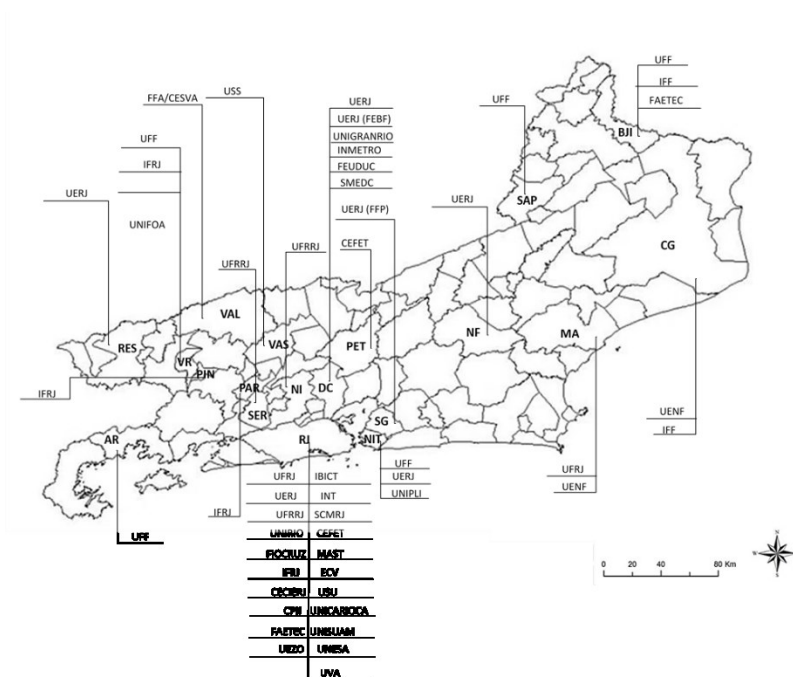 UFF
IFF
FAETEC
BJI
FFA/CESVA
USS
UERJ
UERJ (FEBF)
UNIGRANRIO
INMETRO
FEUDUC
SMEDC
UFF
SAP
UFF
IFRJ
UNIFOA
UERJ
UERJ (FFP)
CEFET
UERJ
UFRRJ
UFRRJ
CG
VAL
RES
VR
PIN
VAS
PET
NF
MA
PAR
NI
DC
SER
SG
NIT
RJ
AR
IFRJ
IFRJ
UENF
IFF
UFF
UERJ
UNIPLI
UFRJ
UENF
UFF
UFRJ IBICT
UERJ INT
UFRRJ SCMRJ
UNIRIO CEFET
FIOCRUZ MAST
IFRJ ECV
CECIERJ USU
CPII UNICARIOCA
FAETEC UNISUAM
UEZO UNESA
UVA
N
W E
S
0 20 40 80 Km